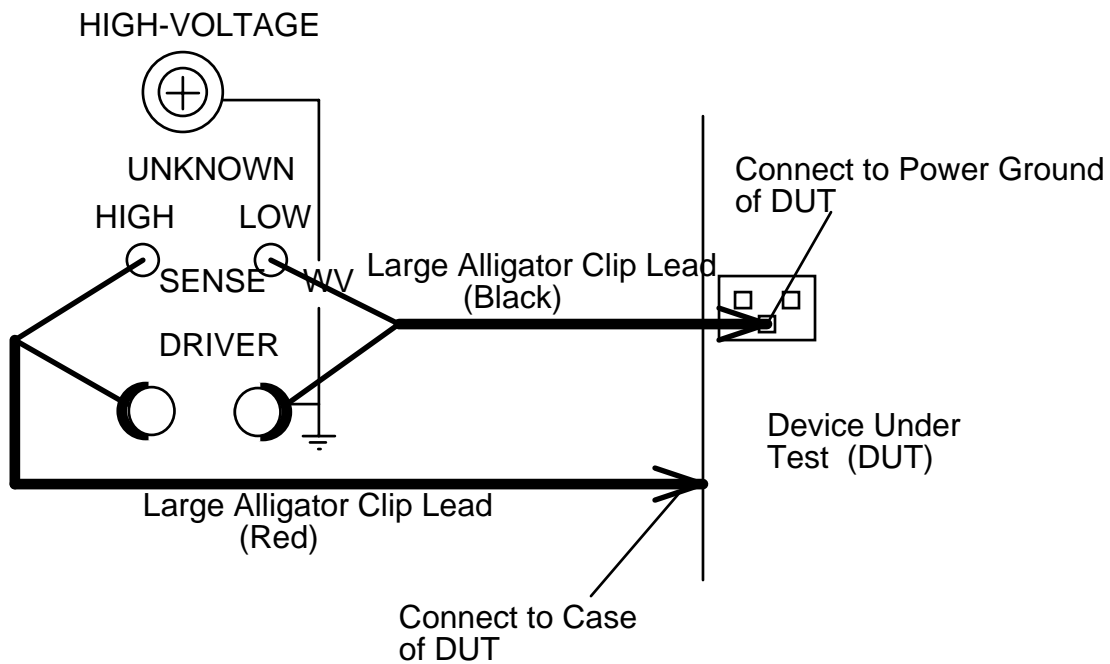 HIGH-VOLTAGE
UNKNOWN
HIGH LOW
SENSE WV
DRIVER
Large Alligator Clip Lead
(Black)
Connect to Power Ground
of DUT
Device Under
Test (DUT)
Large Alligator Clip Lead
(Red)
Connect to Case
of DUT